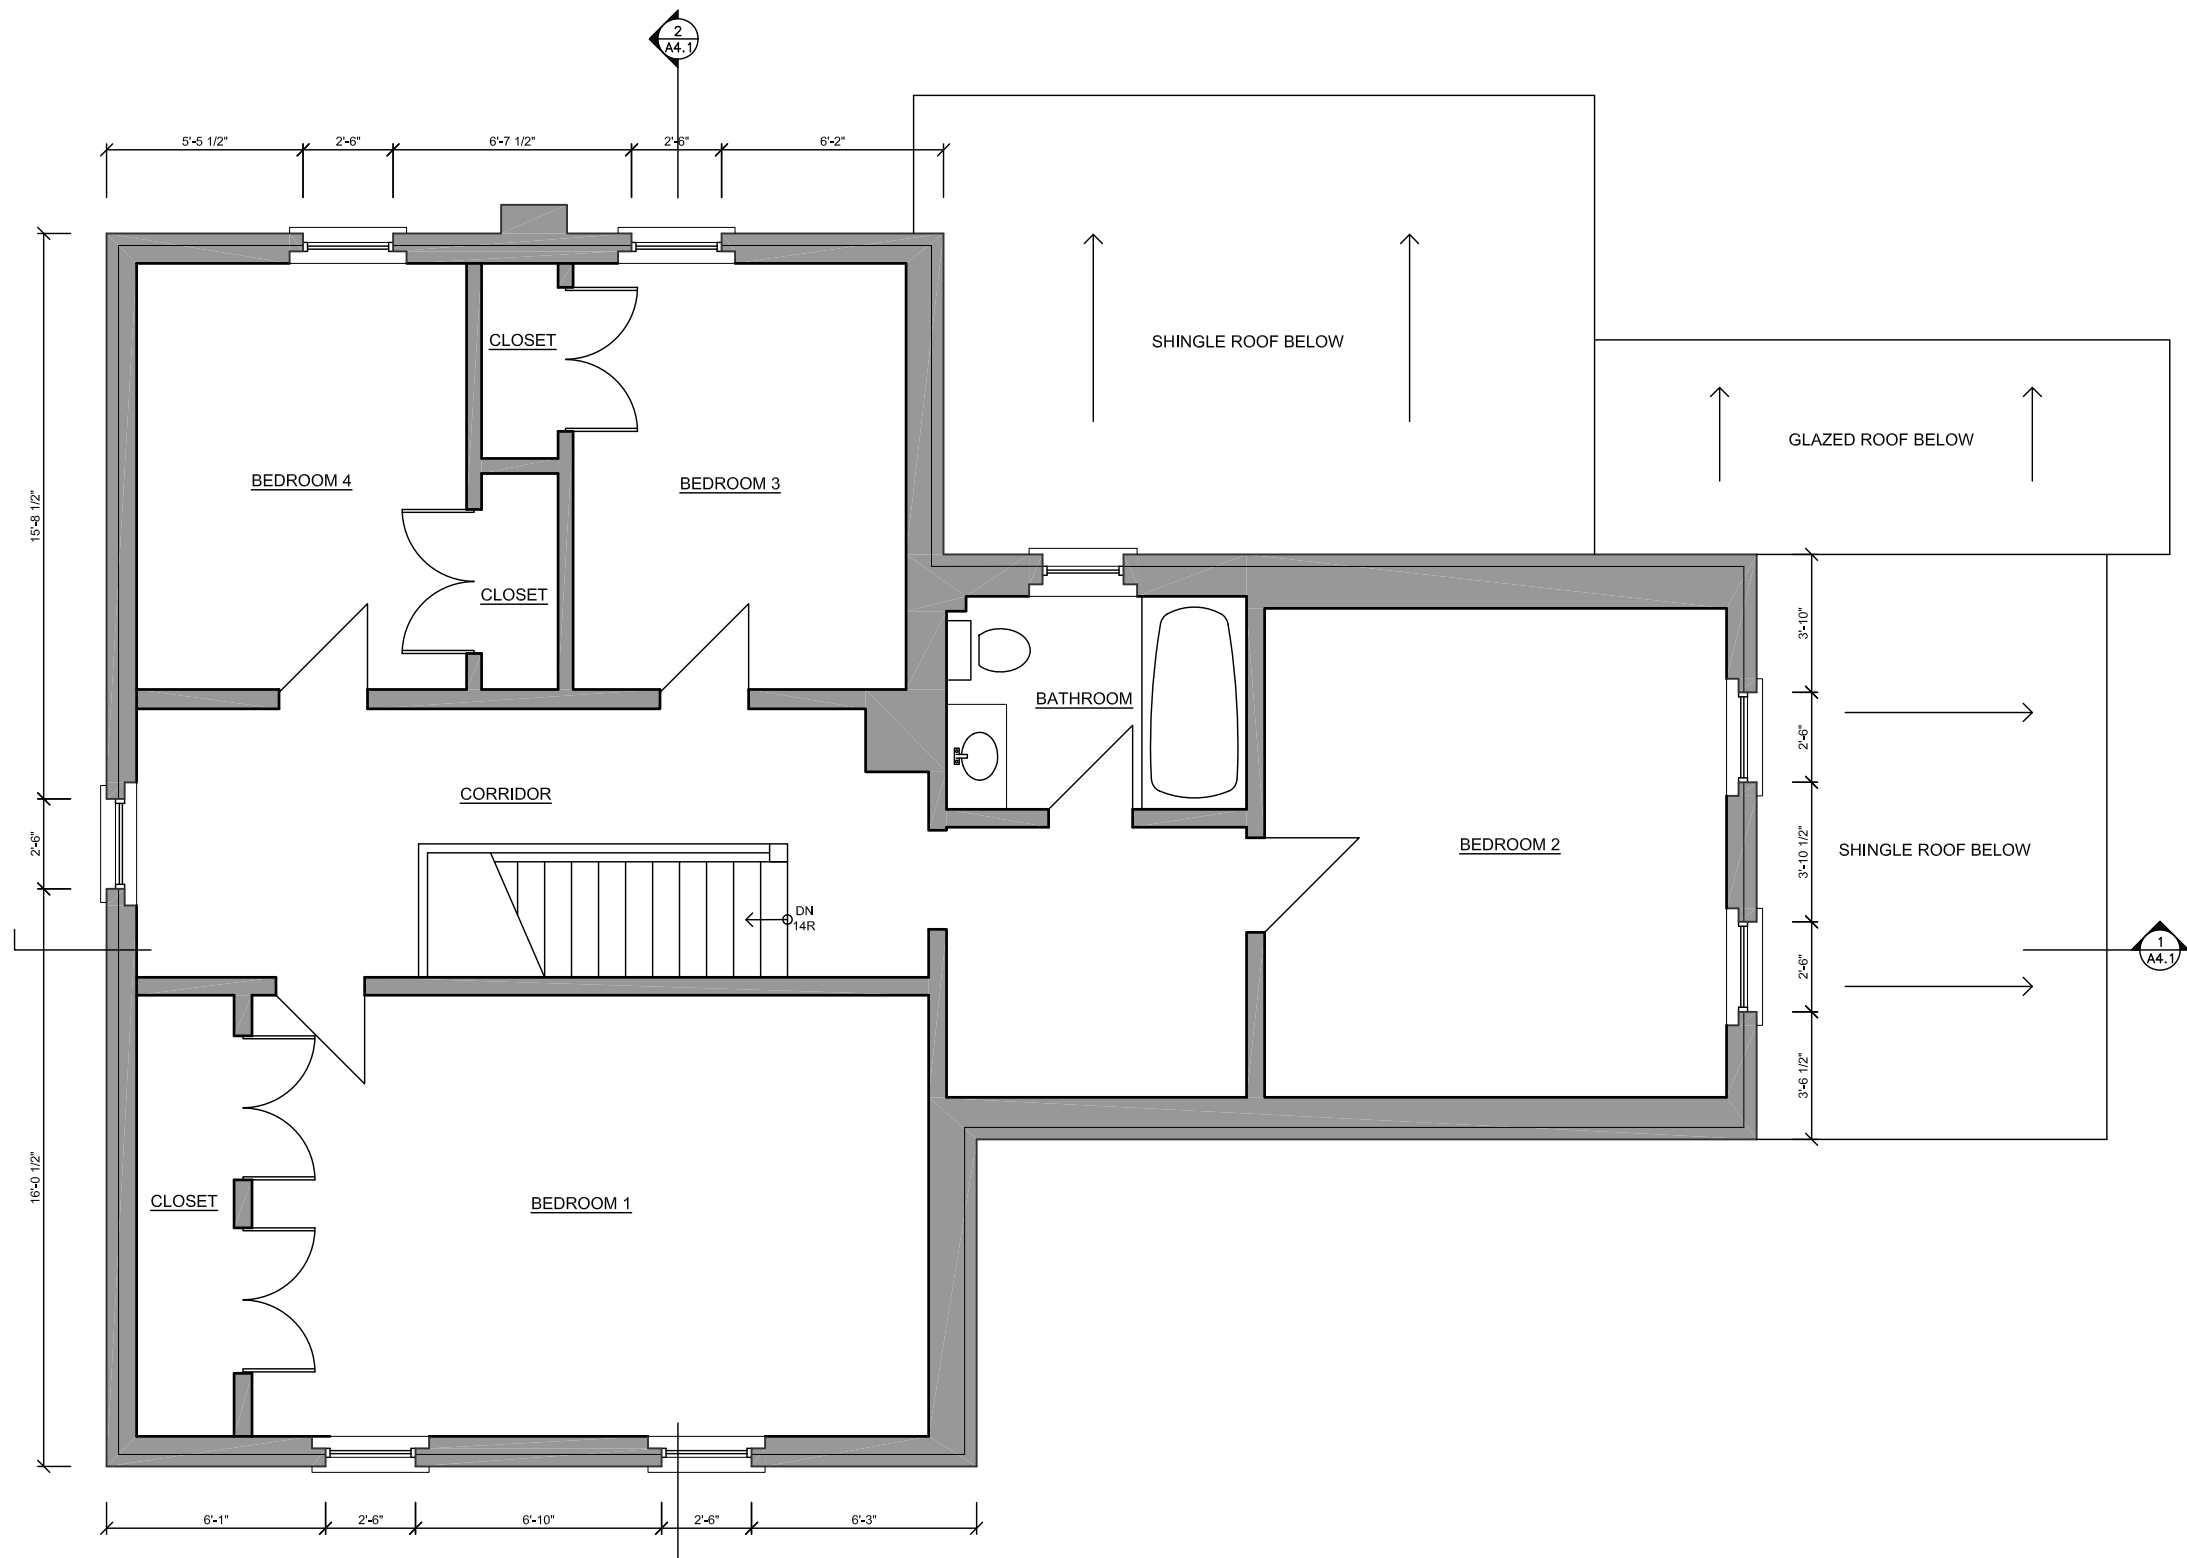 2
A4.1
5'-5 1/2"
2'-6"
6'-7 1/2"
2'-6"
6'-2"
CLOSET
SHINGLE ROOF BELOW
GLAZED ROOF BELOW
BEDROOM 4
BEDROOM 3
15'-8 1/2"
CLOSET
3'-10"
BATHROOM
2'-6"
CORRIDOR
2'-6"
BEDROOM 2
3'-10 1/2"
SHINGLE ROOF BELOW
DN
14R
1
A4.1
2'-6"
3'-6 1/2"
16'-0 1/2"
CLOSET
BEDROOM 1
6'-1"
2'-6"
6'-10"
2'-6"
6'-3"